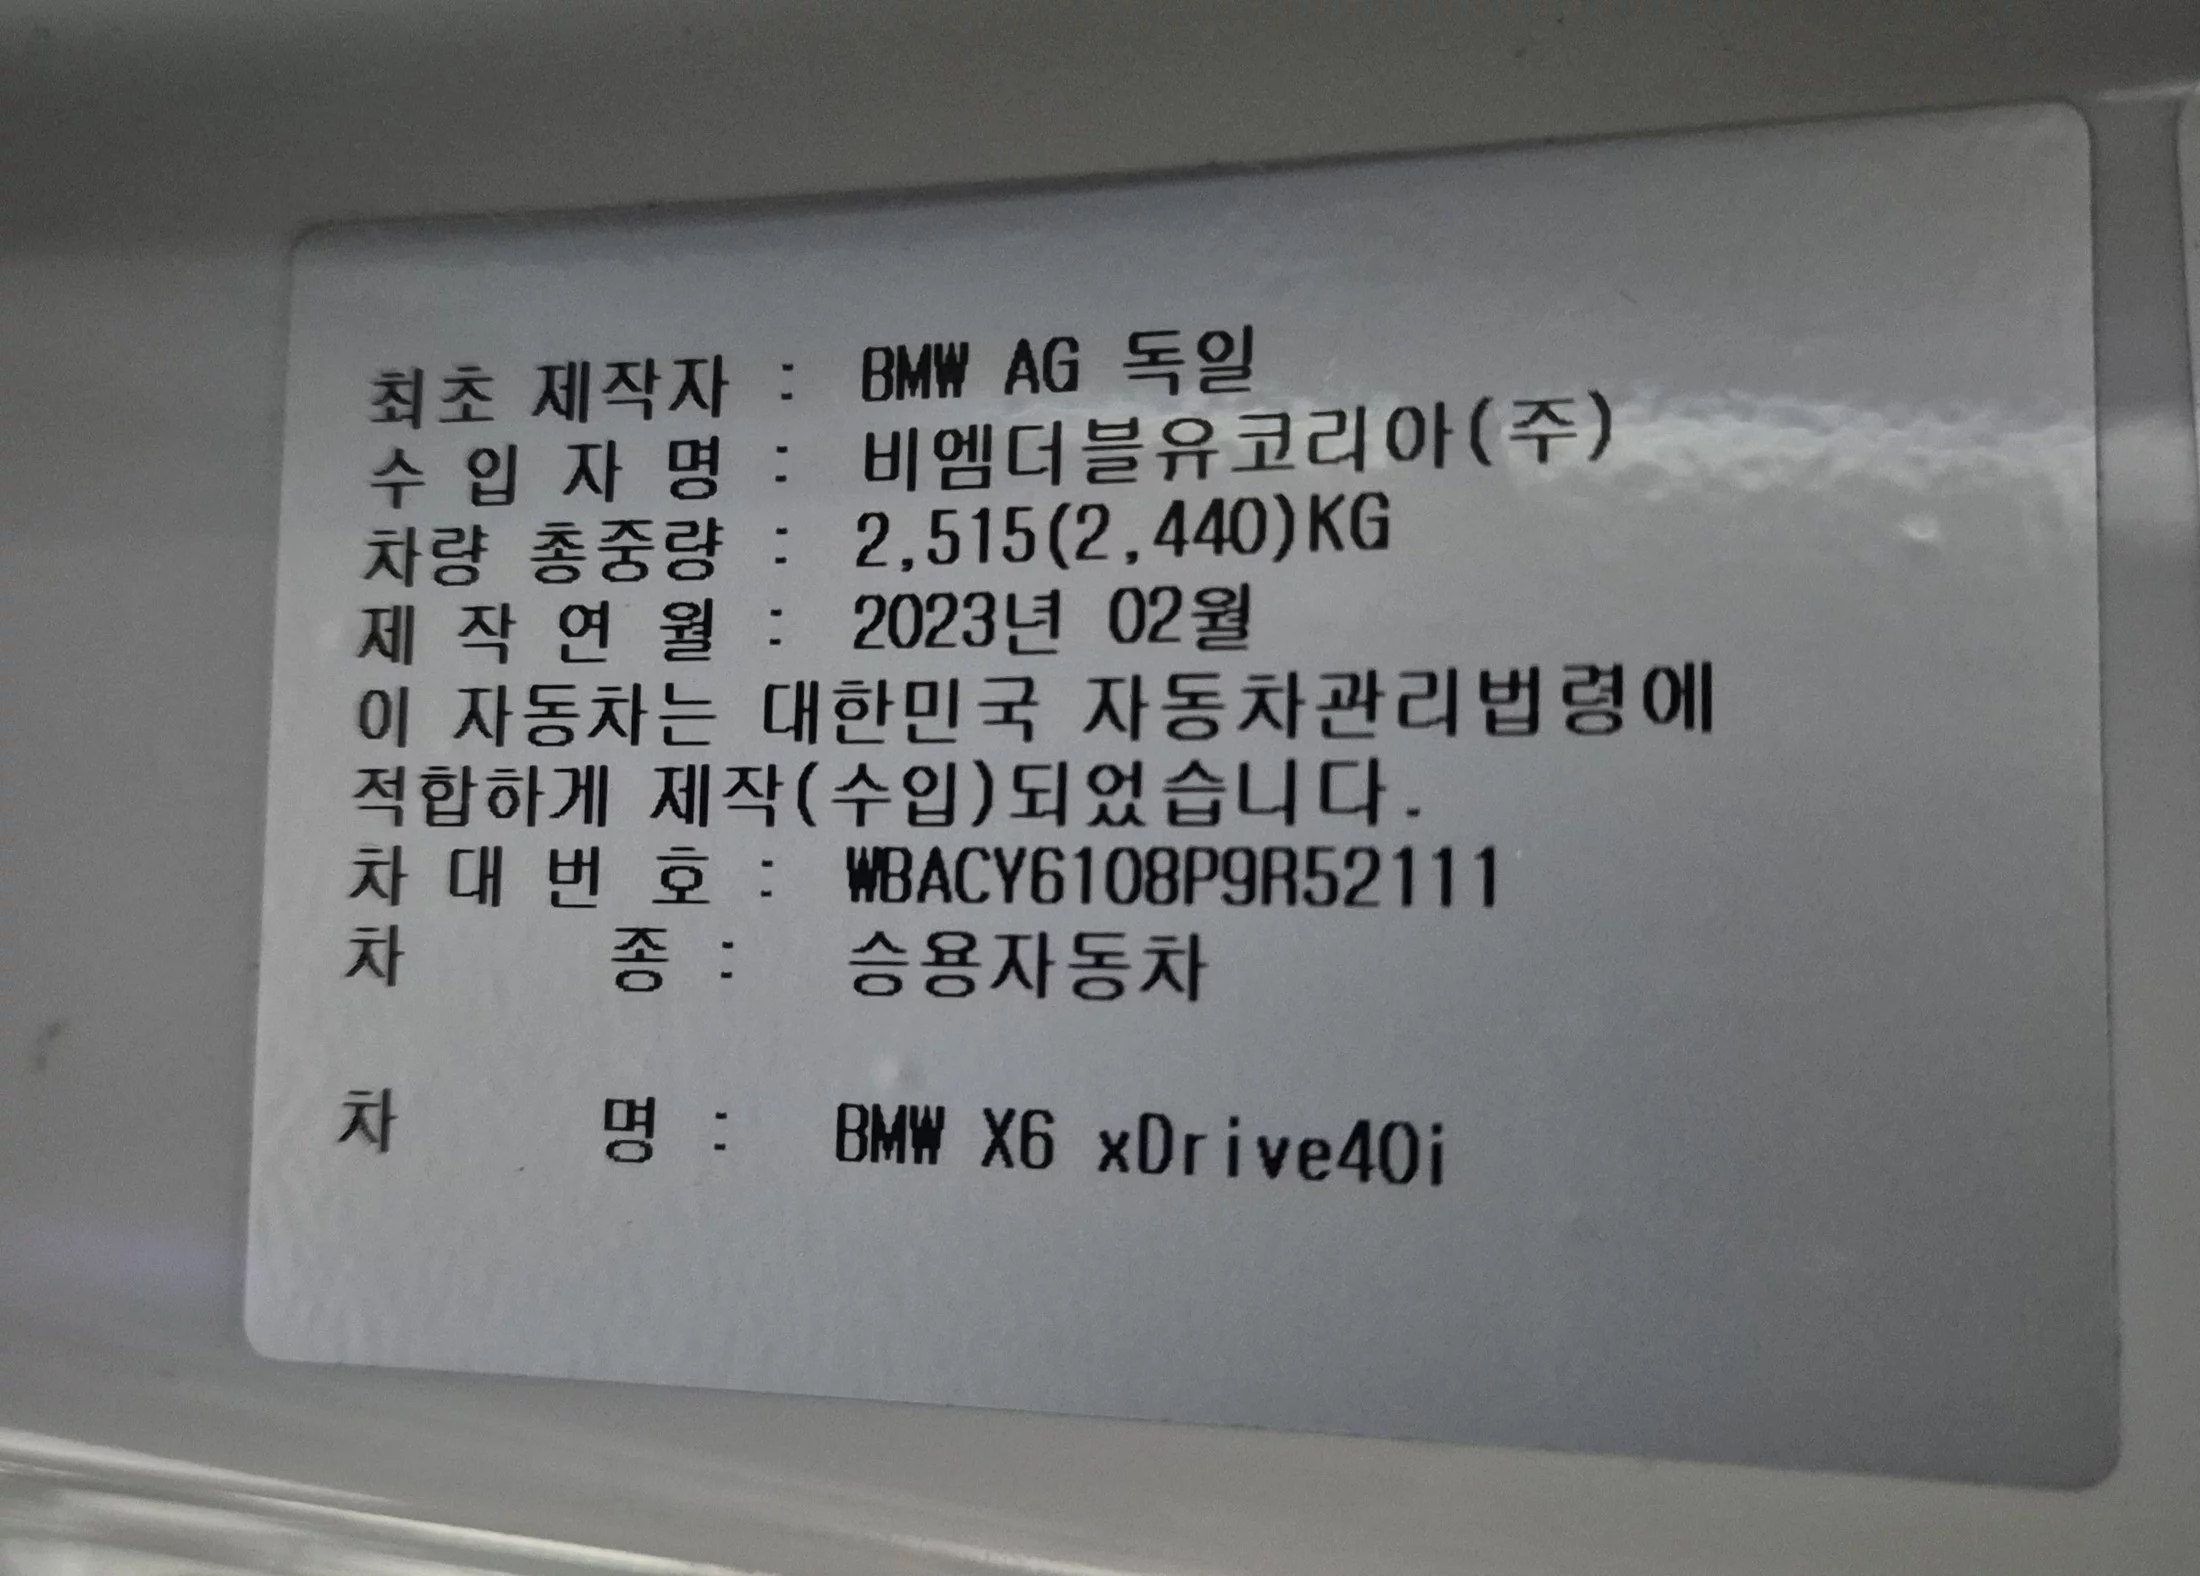 최초 제작자 : BMW AG 독일
수 입 자 명 : 비엠더블유코리아(주)
차량 총중량 : 2,515(2,440)KG
제 작 연 월 : 2023년 02월
이 자동차는 대한민국 자동차관리법령에
적합하게 제작(수입)되었습니다.
차 대 번 호 : WBACY6108P9R52111
차 종 : 승용자동차
차 명 : BMW X6 xDrive40i